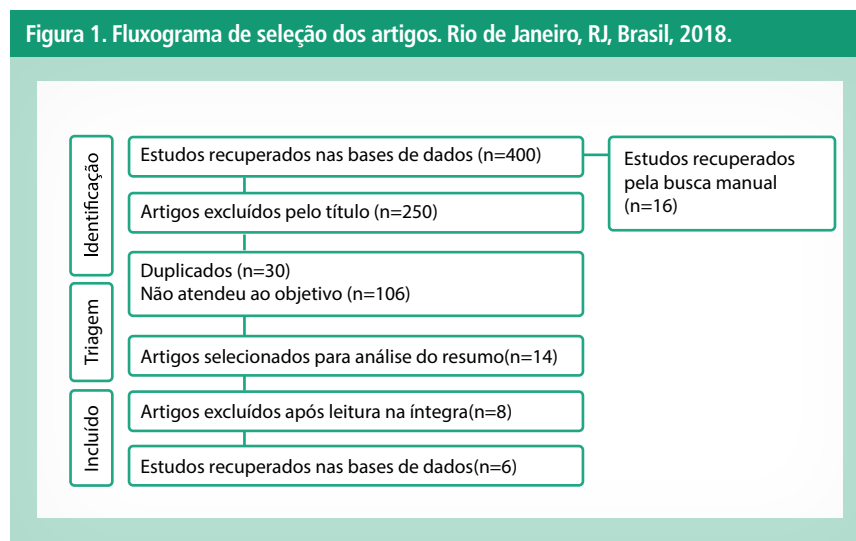 Figura 1. Fluxograma de seleção dos artigos. Rio de Janeiro, RJ, Brasil, 2018.
Identificação
Estudos recuperados nas bases de dados (n=400)
Estudos recuperados
pela busca manual
(n=16)
Artigos excluídos pelo título (n=250)
Duplicados (n=30)
Não atendeu ao objetivo (n=106)
Triagem
Artigos selecionados para análise do resumo(n=14)
Incluído
Artigos excluídos após leitura na íntegra(n=8)
Estudos recuperados nas bases de dados(n=6)